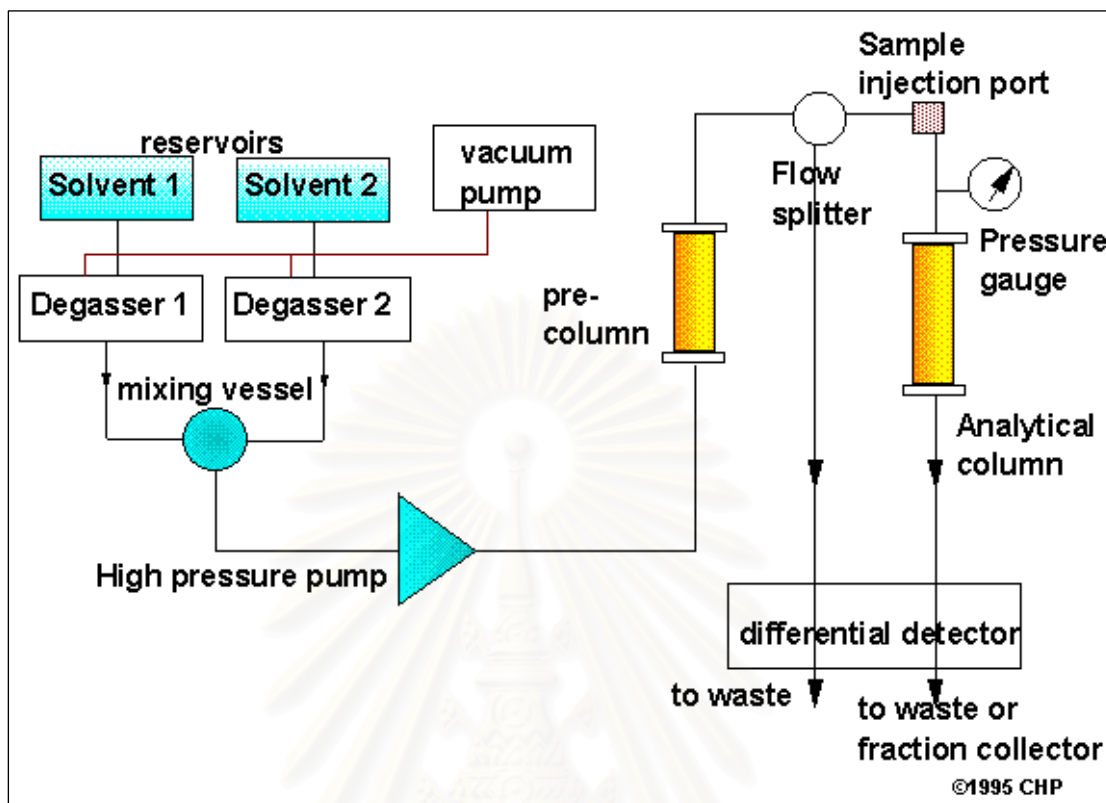 Sample
injection port
reservoirs
vacuum
pump
Solvent 1
Solvent 2
Flow
splitter
Pressure
gauge
Degasser 1
Degasser 2
pre-
column
mixing vessel
Analytical
column
High pressure pump
differential detector
to waste
to waste or
fraction collector
©1995 CHP